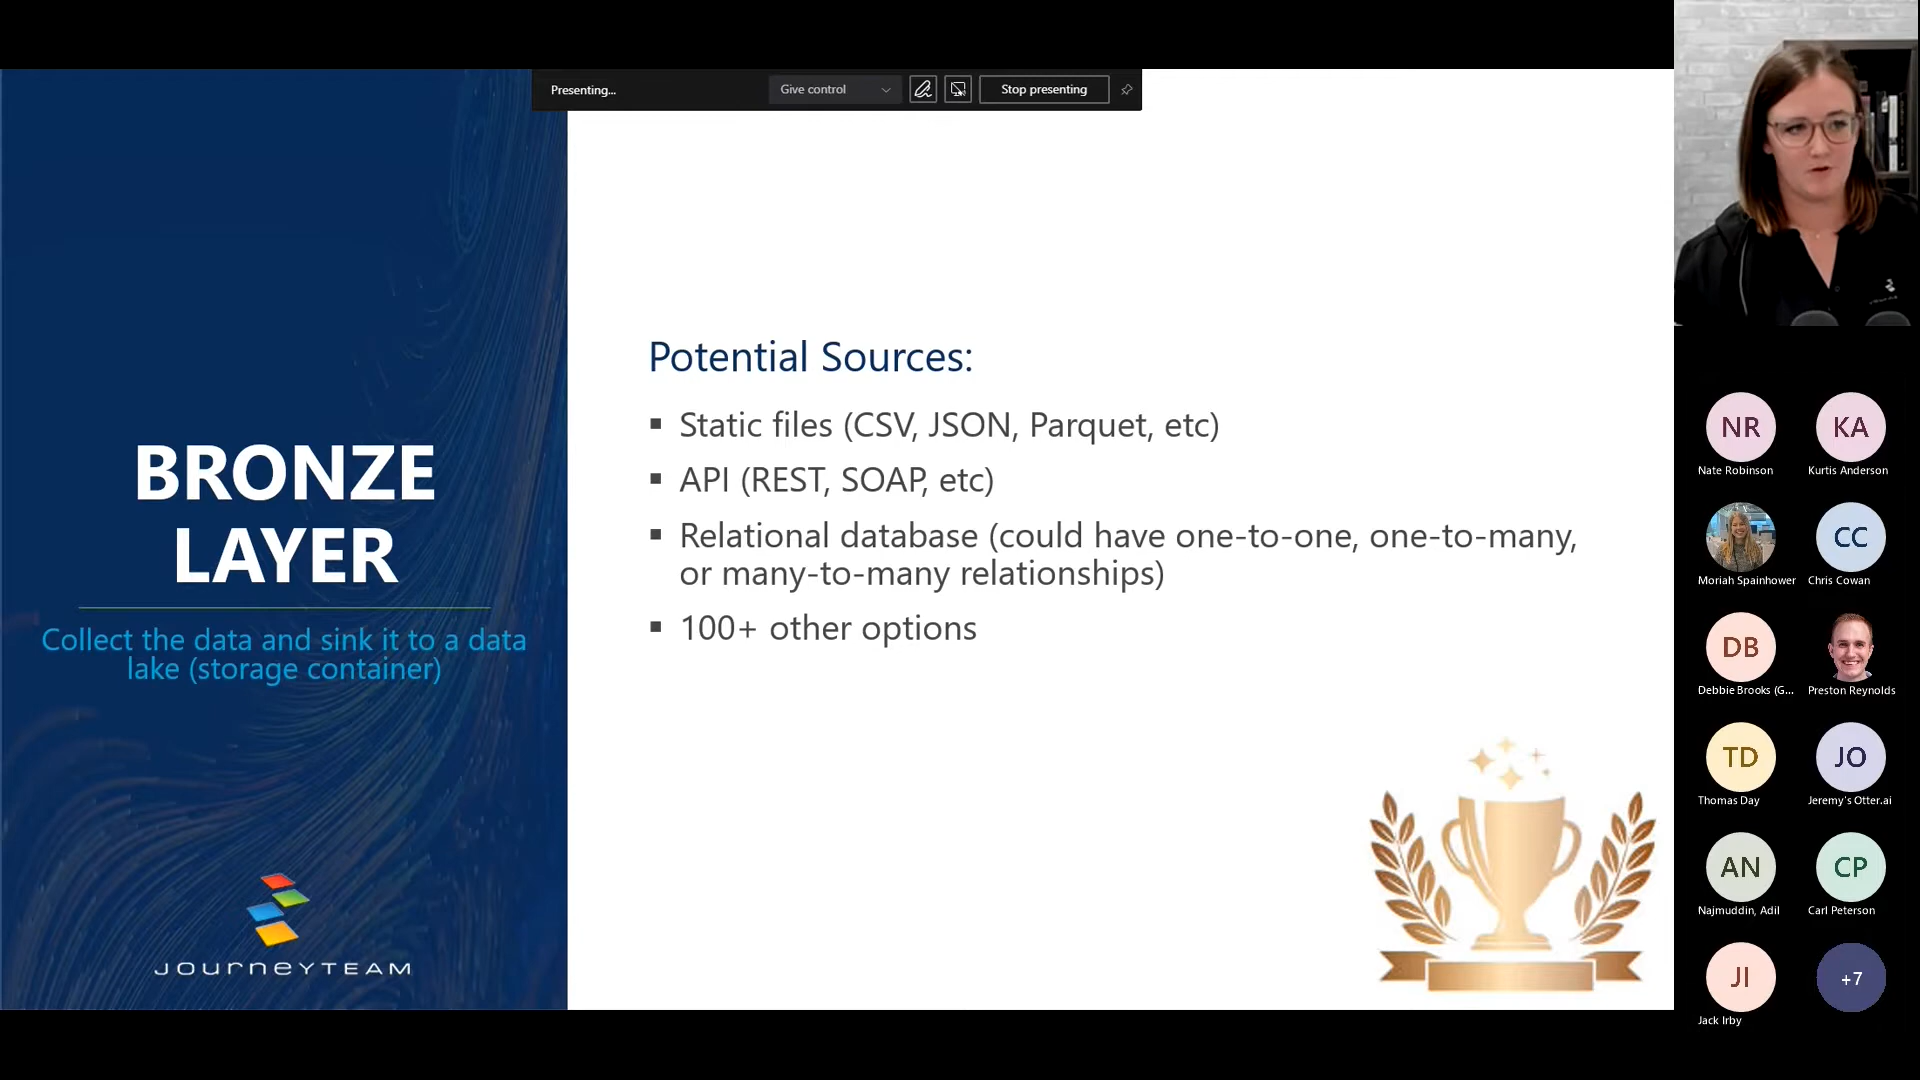 Presenting...
Give control
Stop presenting
BRONZE
LAYER
Collect the data and sink it to a data
lake (storage container)
JOURNEYTEAM
Potential Sources:
▪ Static files (CSV, JSON, Parquet, etc)
▪ API (REST, SOAP, etc)
▪ Relational database (could have one-to-one, one-to-many,
or many-to-many relationships)
▪ 100+ other options
NR
KA
Nate Robinson
Kurtis Anderson
CC
Moriah Spainhower
Chris Cowan
DB
Debbie Brooks (G...
Preston Reynolds
TD
JO
Thomas Day
Jeremy's Otter.ai
AN
CP
Najmuddin, Adil
Carl Peterson
JI
+7
Jack Irby